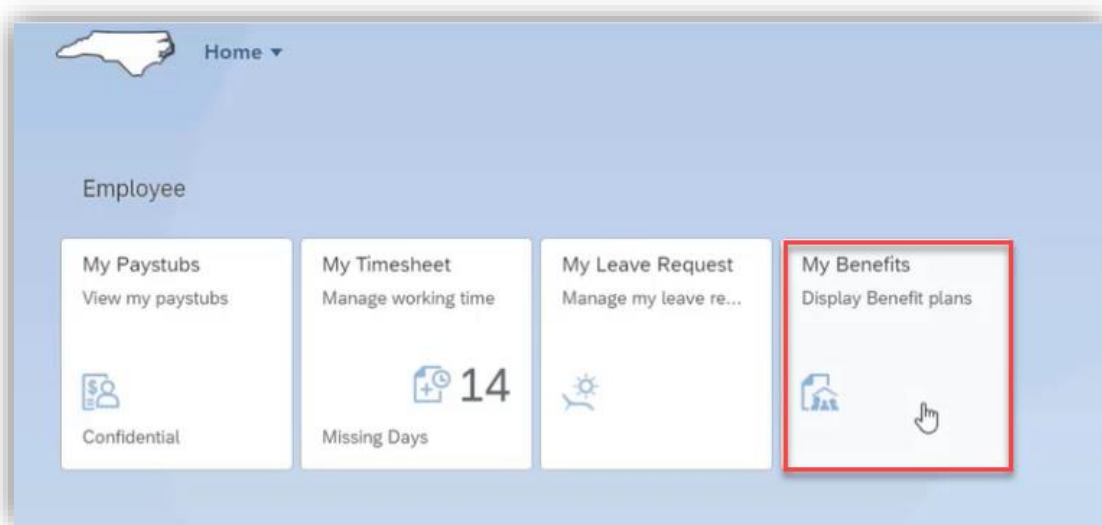 Home
Employee
My Paystubs
View my paystubs
Confidential
My Timesheet
Manage working time
14
Missing Days
My Leave Request
Manage my leave re...
My Benefits
Display Benefit plans